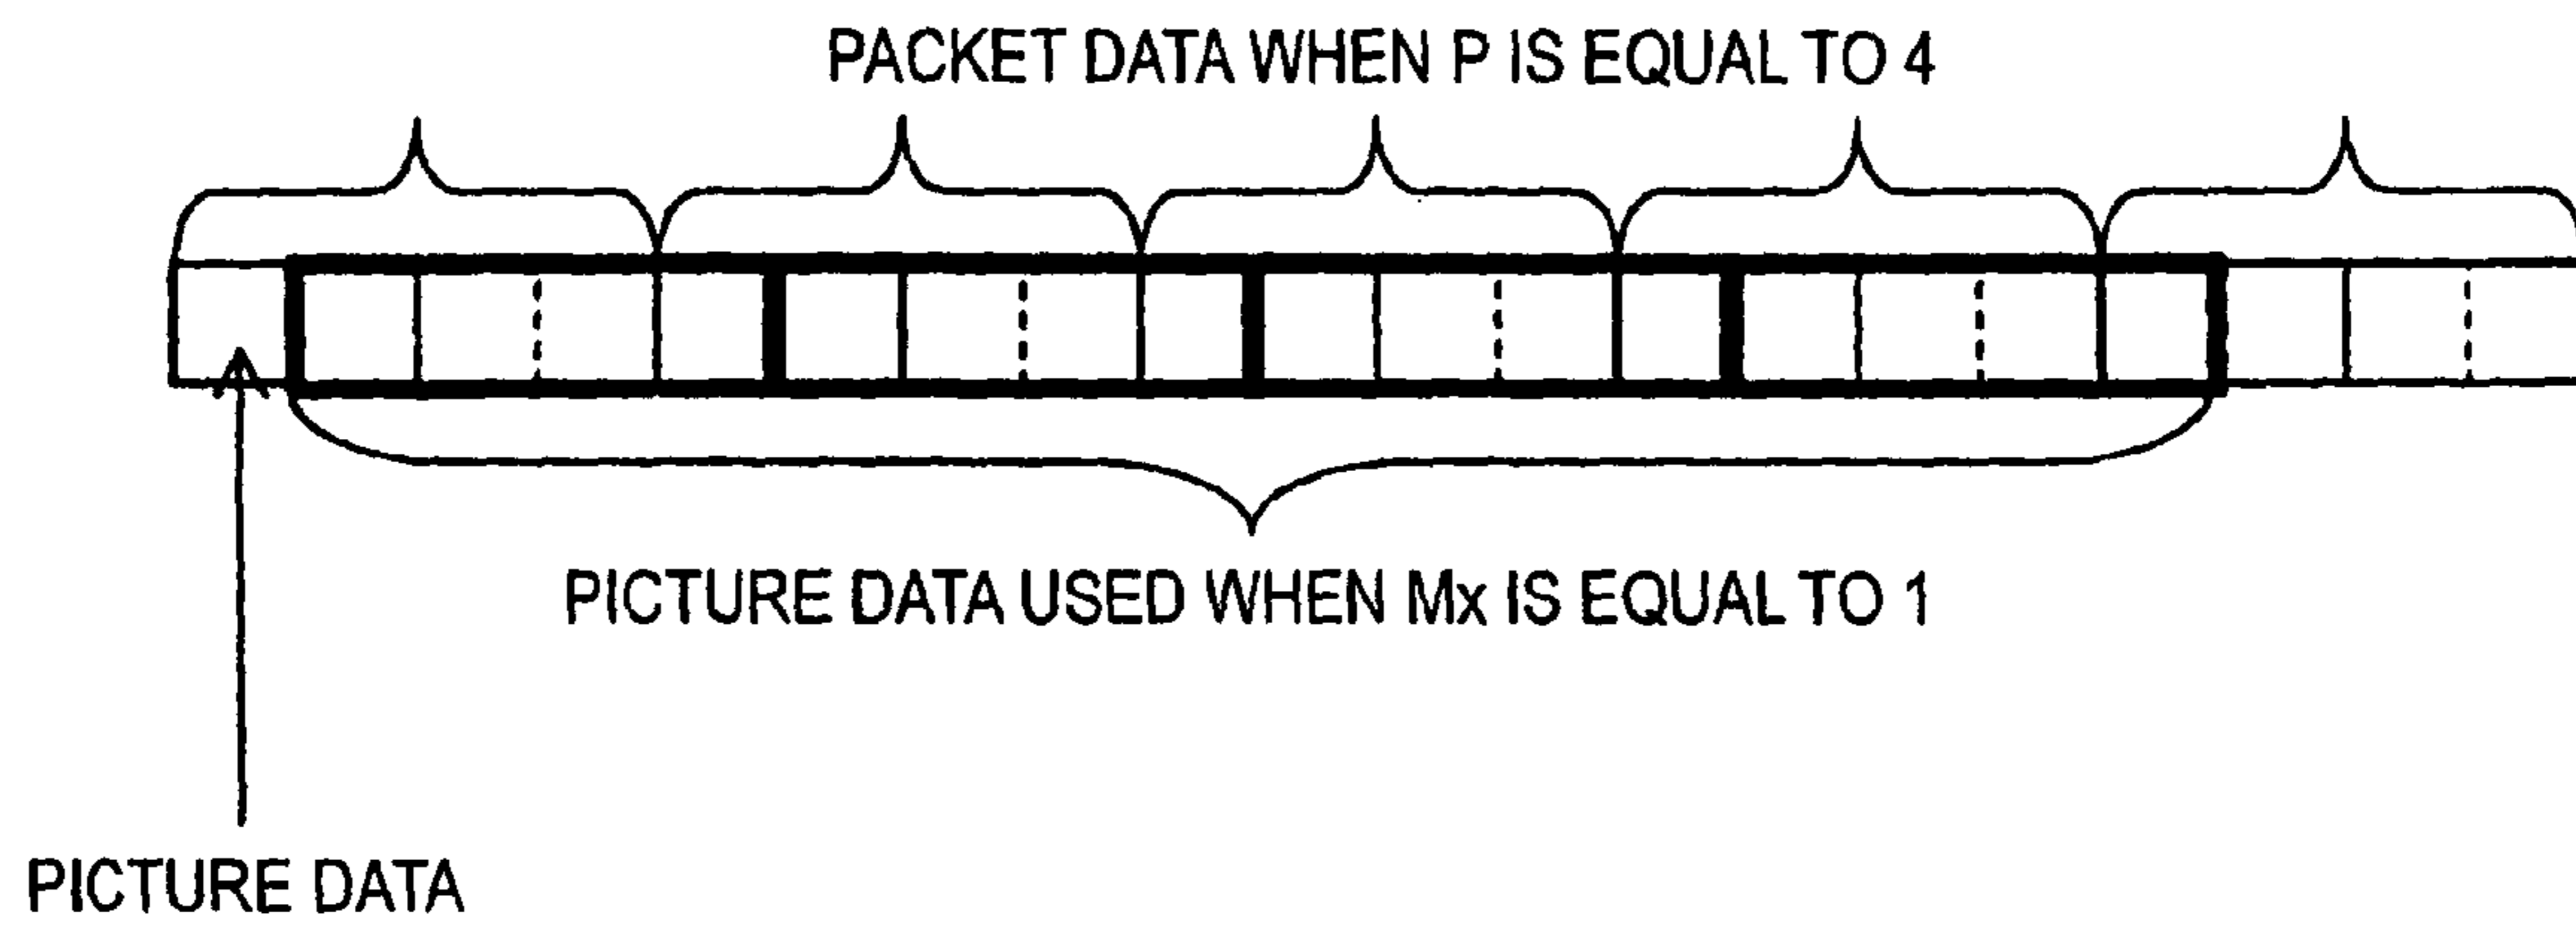 PACKET DATA WHEN P IS EQUAL TO 4
PICTURE DATA USED WHEN Mx IS EQUAL TO 1
PICTURE DATA